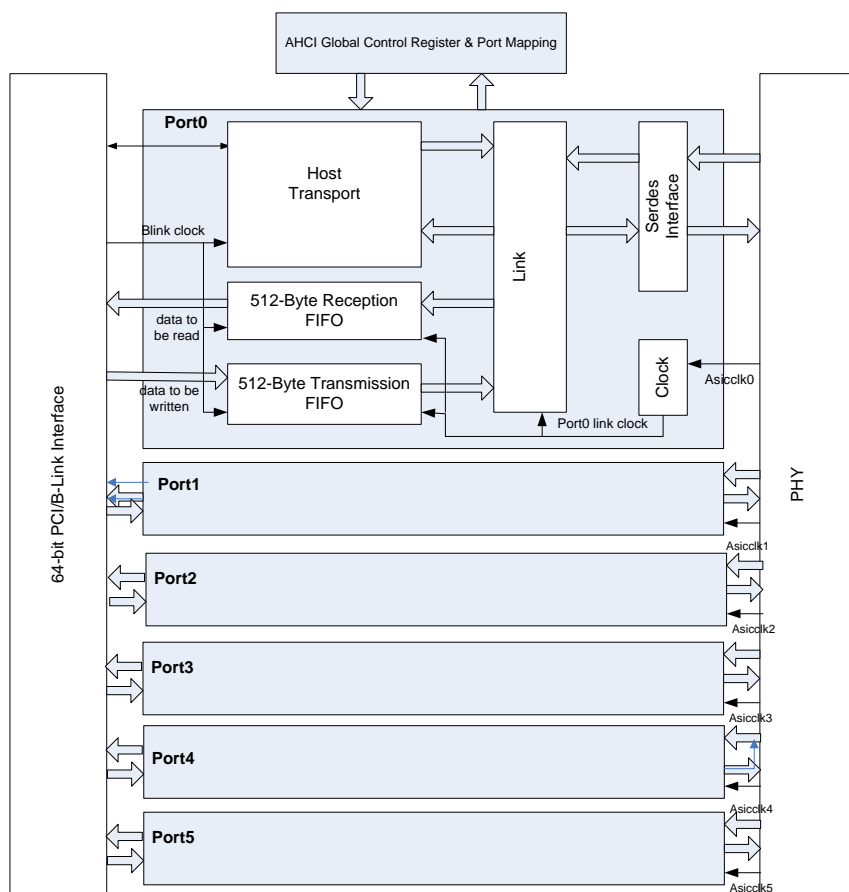 AHCI Global Control Register & Port Mapping
64-bit PCI/B-Link Interface
PHY
Port0
Host
Transport
Link
Serdes
Interface
Blink clock
512-Byte Reception
FIFO
data to
be read
512-Byte Transmission
FIFO
data to be
written
Clock
Asicclk0
Port0 link clock
Port1
Asicclk1
Port2
Asicclk2
Port3
Asicclk3
Port4
Asicclk4
Port5
Asicclk5